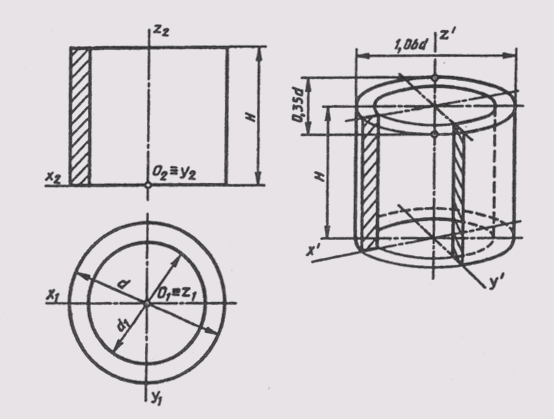 z₂
H
x₂
O₂≡y₂
x₁
d
d₁
O₁≡z₁
y₁
z'
1,06d
0,35d
H
x'
y'